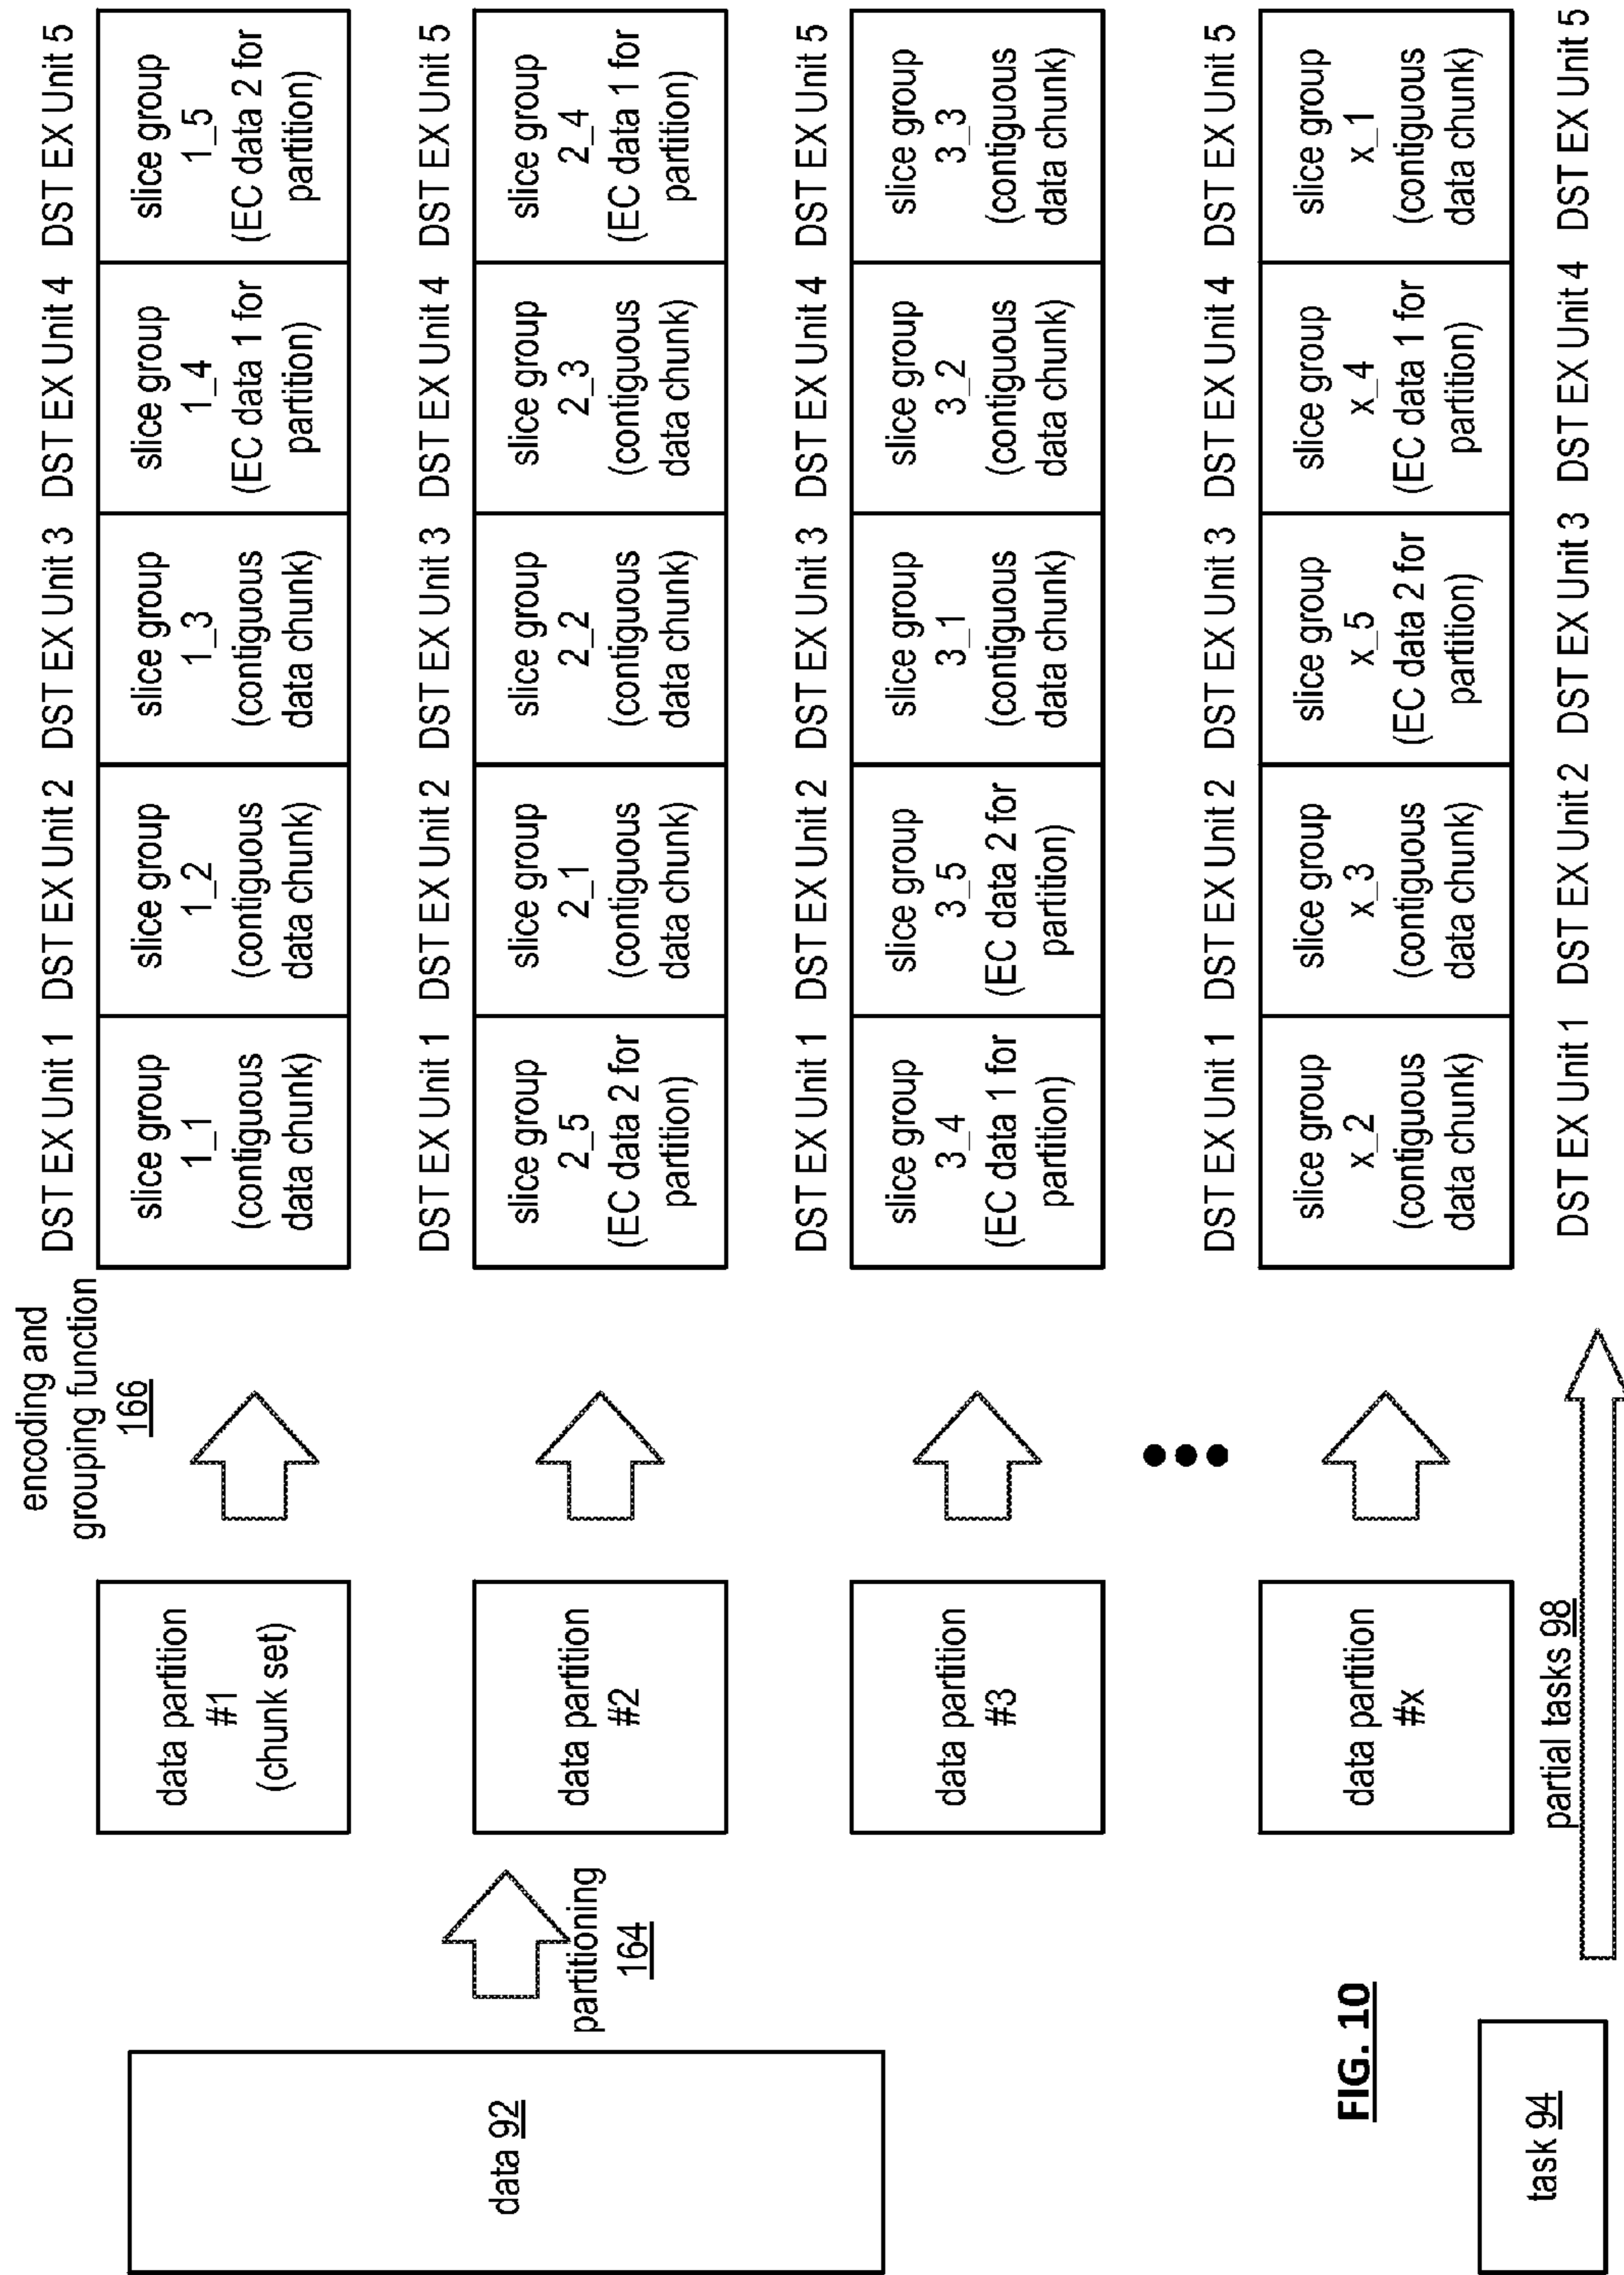 encoding and
grouping function
166
DST EX Unit 1 DST EX Unit 2 DST EX Unit 3 DST EX Unit 4 DST EX Unit 5
data partition
#1
(chunk set)
slice group
1_1
(contiguous
data chunk)
slice group
1_2
(contiguous
data chunk)
slice group
1_3
(contiguous
data chunk)
slice group
1_4
(EC data 1 for
partition)
slice group
1_5
(EC data 2 for
partition)
data 92
partitioning
164
DST EX Unit 1 DST EX Unit 2 DST EX Unit 3 DST EX Unit 4 DST EX Unit 5
data partition
#2
slice group
2_5
(EC data 2 for
partition)
slice group
2_1
(contiguous
data chunk)
slice group
2_2
(contiguous
data chunk)
slice group
2_3
(contiguous
data chunk)
slice group
2_4
(EC data 1 for
partition)
DST EX Unit 1 DST EX Unit 2 DST EX Unit 3 DST EX Unit 4 DST EX Unit 5
data partition
#3
slice group
3_4
(EC data 1 for
partition)
slice group
3_5
(EC data 2 for
partition)
slice group
3_1
(contiguous
data chunk)
slice group
3_2
(contiguous
data chunk)
slice group
3_3
(contiguous
data chunk)
DST EX Unit 1 DST EX Unit 2 DST EX Unit 3 DST EX Unit 4 DST EX Unit 5
data partition
#x
slice group
x_2
(contiguous
data chunk)
slice group
x_3
(contiguous
data chunk)
slice group
x_5
(EC data 2 for
partition)
slice group
x_4
(EC data 1 for
partition)
slice group
x_1
(contiguous
data chunk)
FIG. 10
task 94
partial tasks 98
DST EX Unit 1 DST EX Unit 2 DST EX Unit 3 DST EX Unit 4 DST EX Unit 5